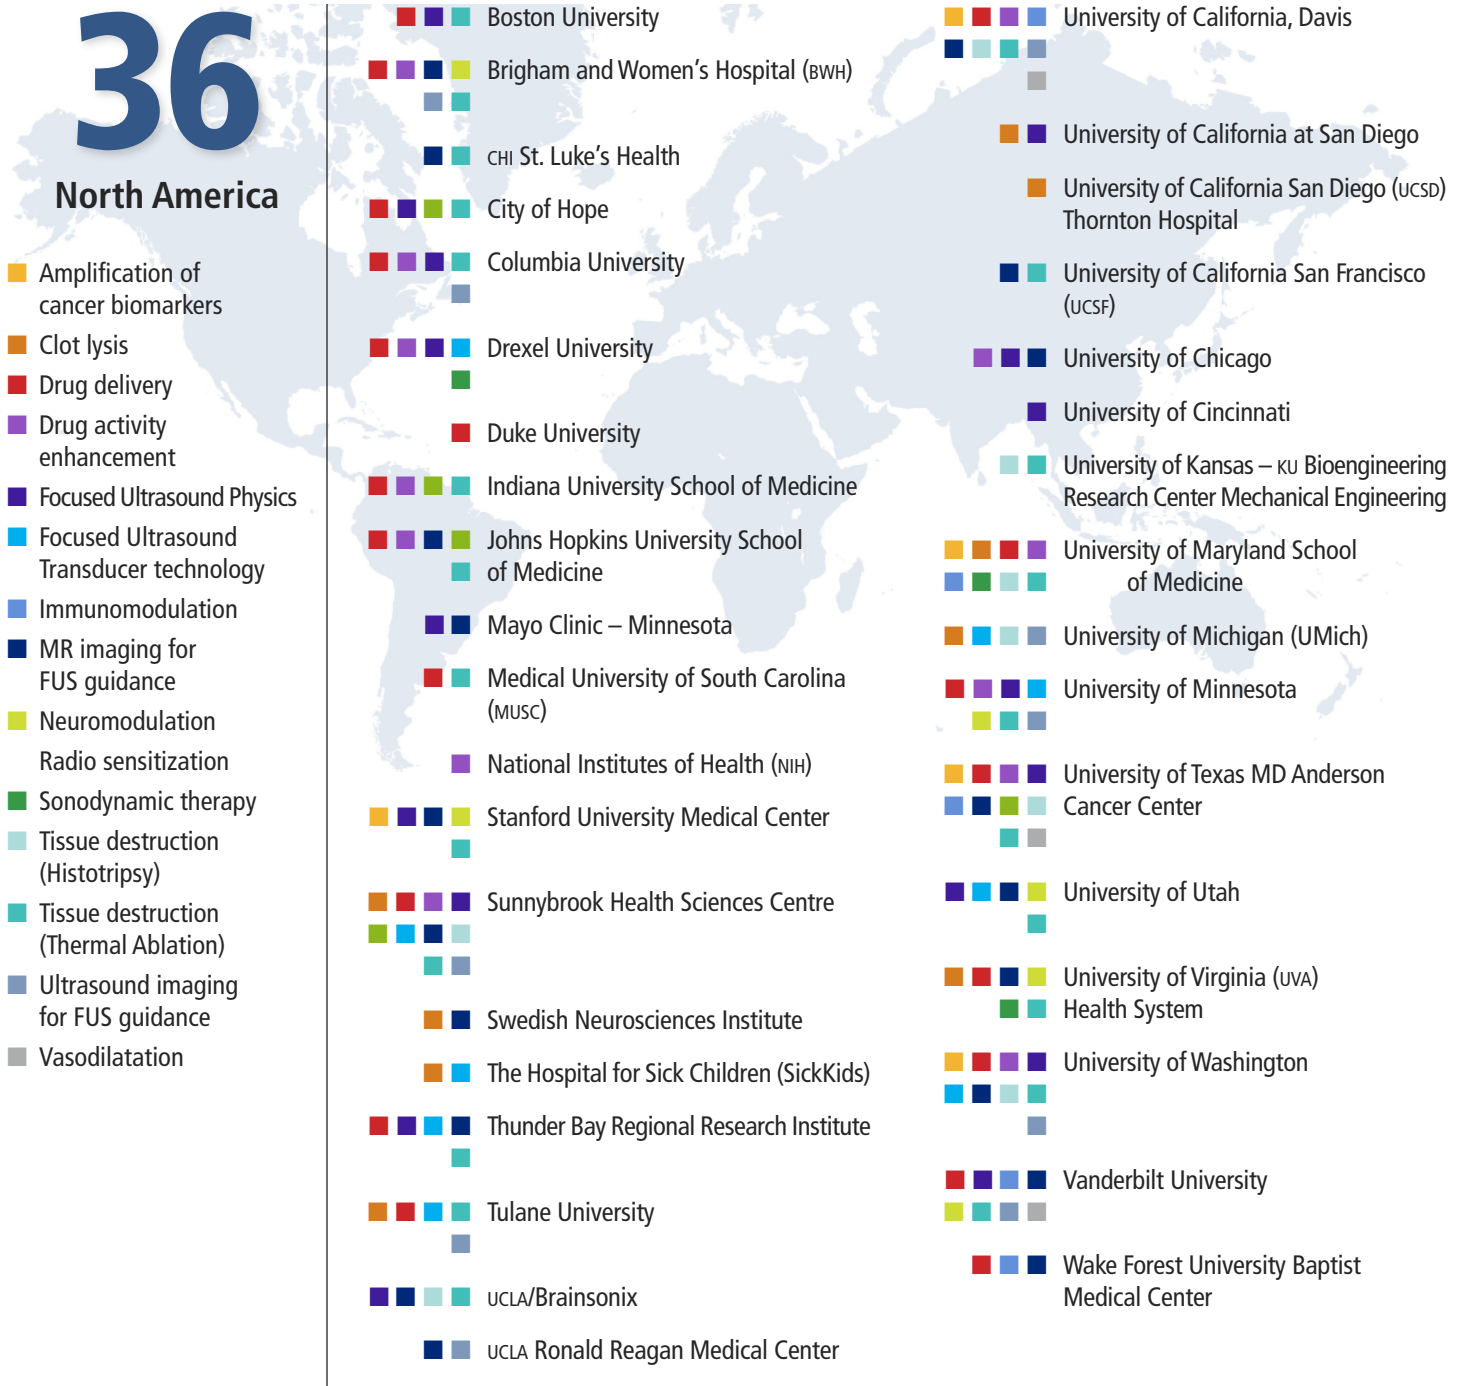 36
North America
Amplification of
cancer biomarkers
Clot lysis
Drug delivery
Drug activity
enhancement
Focused Ultrasound Physics
Focused Ultrasound
Transducer technology
Immunomodulation
MR imaging for
FUS guidance
Neuromodulation
Radio sensitization
Sonodynamic therapy
Tissue destruction
(Histotripsy)
Tissue destruction
(Thermal Ablation)
Ultrasound imaging
for FUS guidance
Vasodilatation
Boston University
Brigham and Women's Hospital (BWH)
CHI St. Luke's Health
City of Hope
Columbia University
Drexel University
Duke University
Indiana University School of Medicine
Johns Hopkins University School
of Medicine
Mayo Clinic – Minnesota
Medical University of South Carolina
(MUSC)
National Institutes of Health (NIH)
Stanford University Medical Center
Sunnybrook Health Sciences Centre
Swedish Neurosciences Institute
The Hospital for Sick Children (SickKids)
Thunder Bay Regional Research Institute
Tulane University
UCLA/Brainsonix
UCLA Ronald Reagan Medical Center
University of California, Davis
University of California at San Diego
University of California San Diego (UCSD)
Thornton Hospital
University of California San Francisco
(UCSF)
University of Chicago
University of Cincinnati
University of Kansas – KU Bioengineering
Research Center Mechanical Engineering
University of Maryland School
of Medicine
University of Michigan (UMich)
University of Minnesota
University of Texas MD Anderson
Cancer Center
University of Utah
University of Virginia (UVA)
Health System
University of Washington
Vanderbilt University
Wake Forest University Baptist
Medical Center